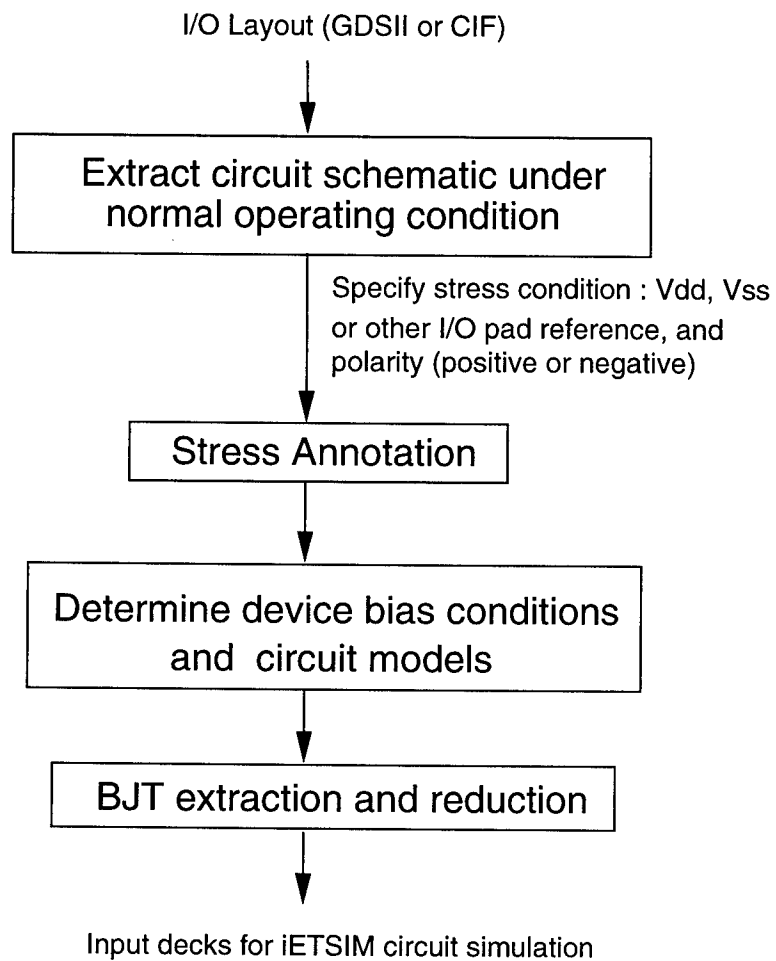 I/O Layout (GDSII or CIF)
Extract circuit schematic under
normal operating condition
Specify stress condition : Vdd, Vss
or other I/O pad reference, and
polarity (positive or negative)
Stress Annotation
Determine device bias conditions
and circuit models
BJT extraction and reduction
Input decks for iETSIM circuit simulation